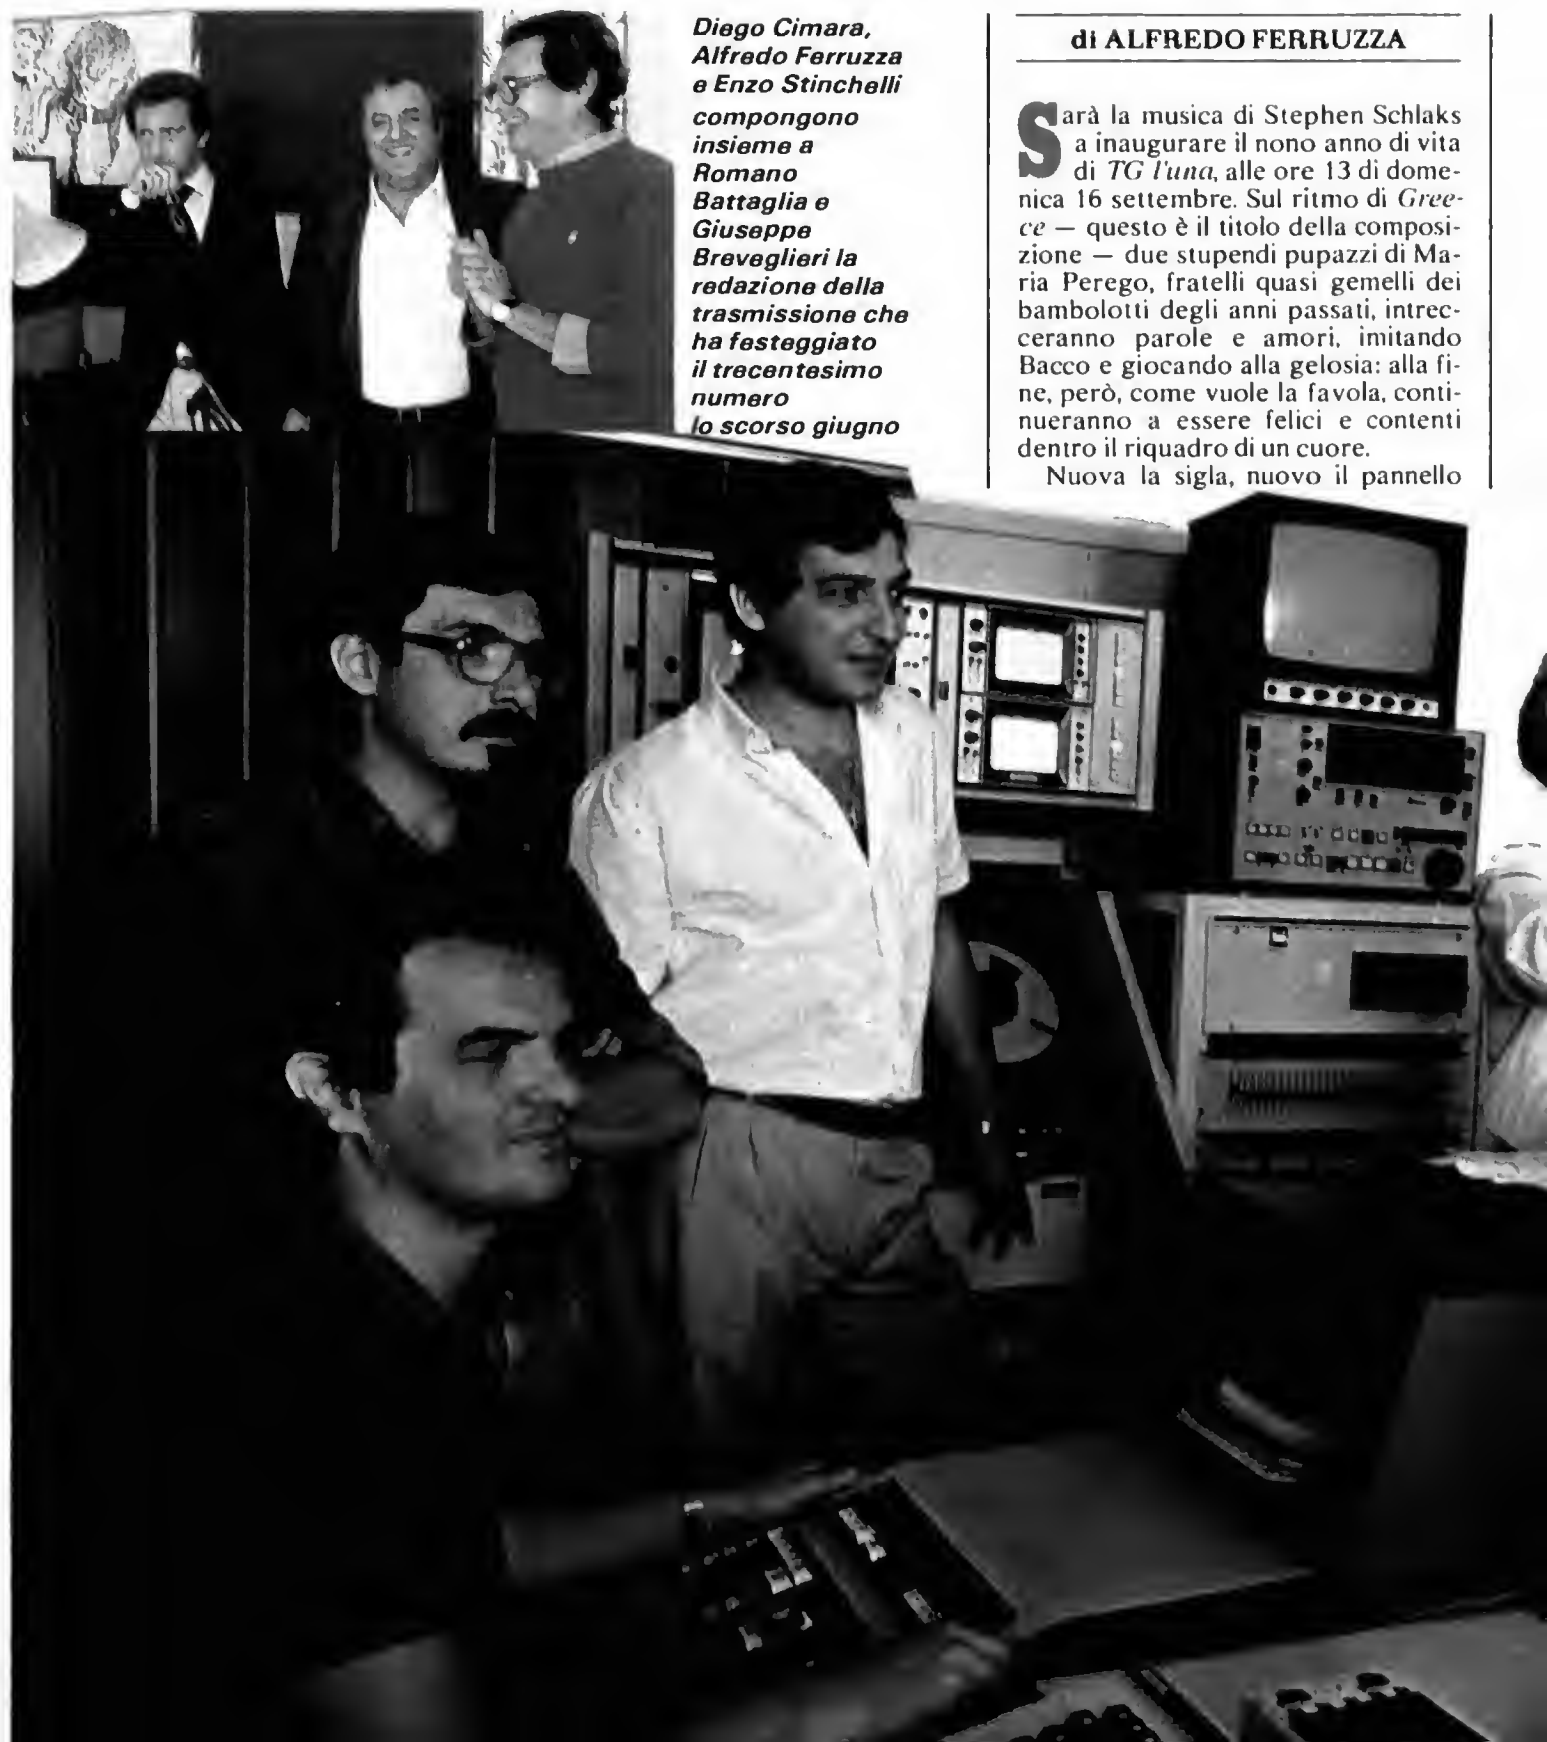 Diego Cimara,
Alfredo Ferruzza
e Enzo Stinchelli
compongono
insieme a
Romano
Battaglia e
Giuseppe
Breveglieri la
redazione della
trasmissione che
ha festeggiato
il trecentesimo
numero
lo scorso giugno
di ALFREDO FERRUZZA
Sarà la musica di Stephen Schlaks
a inaugurare il nono anno di vita
di TG l'una, alle ore 13 di dome-
nica 16 settembre. Sul ritmo di Gree-
ce — questo è il titolo della composi-
zione — due stupendi pupazzi di Ma-
ria Perego, fratelli quasi gemelli dei
bambolotti degli anni passati, intrec-
ceranno parole e amori, imitando
Bacco e giocando alla gelosia: alla fi-
ne, però, come vuole la favola, conti-
nueranno a essere felici e contenti
dentro il riquadro di un cuore.
Nuova la sigla, nuovo il pannello